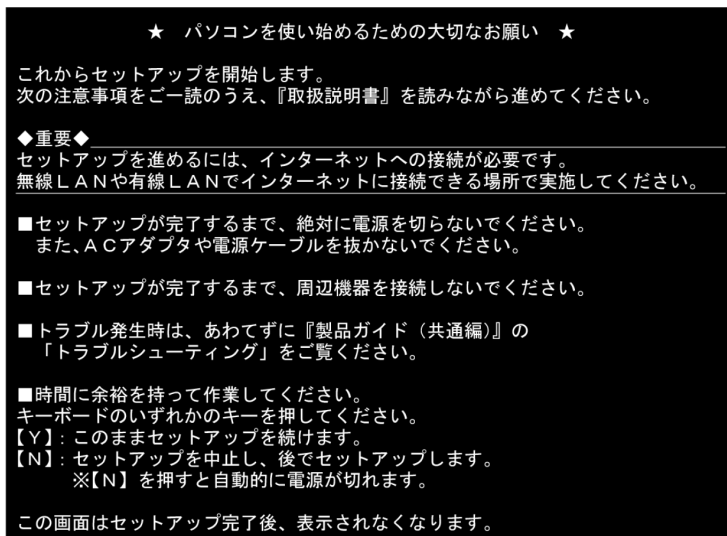 ★　パソコンを使い始めるための大切なお願い　★
これからセットアップを開始します。
次の注意事項をご一読のうえ、『取扱説明書』を読みながら進めてください。
◆重要◆
セットアップを進めるには、インターネットへの接続が必要です。
無線ＬＡＮや有線ＬＡＮでインターネットに接続できる場所で実施してください。
■セットアップが完了するまで、絶対に電源を切らないでください。
また、ＡＣアダプタや電源ケーブルを抜かないでください。
■セットアップが完了するまで、周辺機器を接続しないでください。
■トラブル発生時は、あわてずに『製品ガイド（共通編）』の
「トラブルシューティング」をご覧ください。
■時間に余裕を持って作業してください。
キーボードのいずれかのキーを押してください。
【Ｙ】：このままセットアップを続けます。
【Ｎ】：セットアップを中止し、後でセットアップします。
※【Ｎ】を押すと自動的に電源が切れます。
この画面はセットアップ完了後、表示されなくなります。